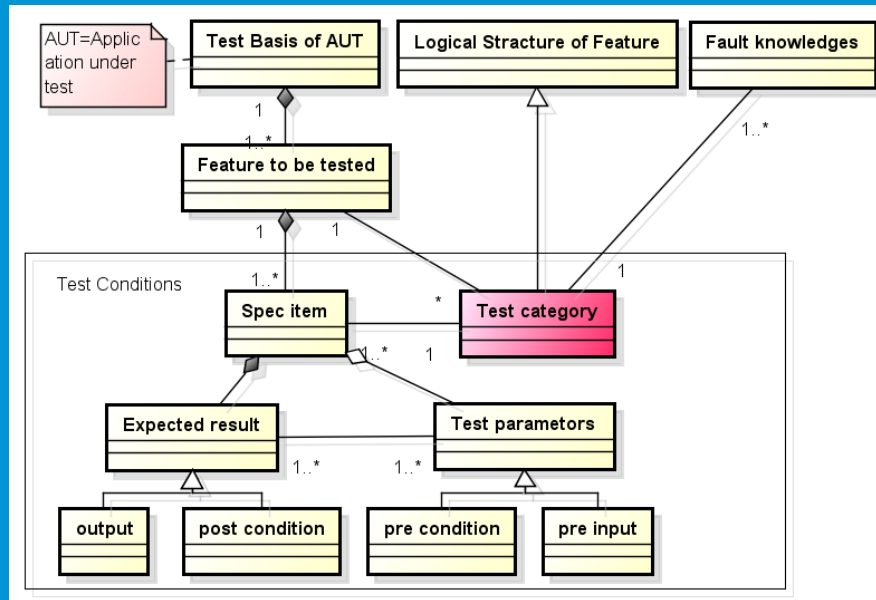 AUT=Applic
ation under
test
Test Basis of AUT
Logical Stracture of Feature
Fault knowledges
1
1..*
1..*
Feature to be tested
1
1
1..*
1
Test Conditions
Spec item
*
Test category
1..*
1
Expected result
Test parametors
1..*
1..*
output
post condition
pre condition
pre input